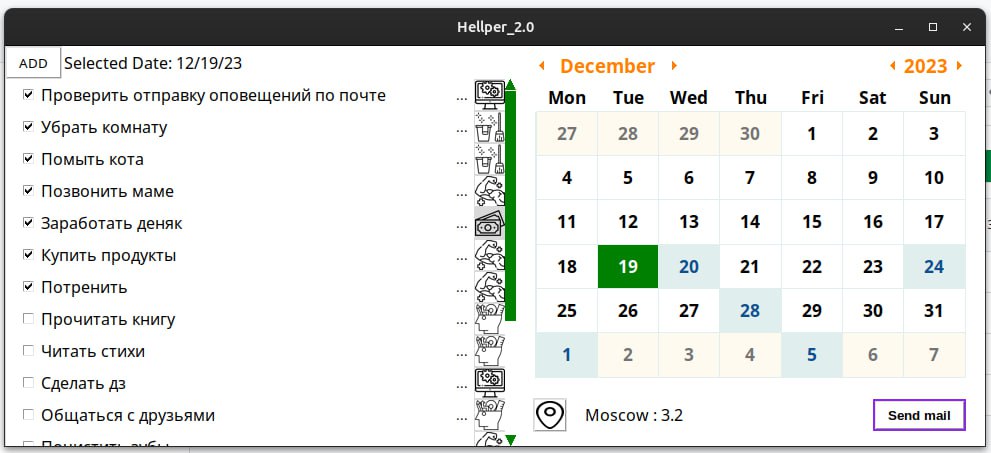 Hellper_2.0
ADD Selected Date: 12/19/23
Проверить отправку оповещений по почте ...
Убрать комнату ...
Помыть кота ...
Позвонить маме ...
Заработать деняк ...
Купить продукты ...
Потренить ...
Прочитать книгу ...
Читать стихи ...
Сделать дз ...
Общаться с друзьями ...
Почистить зубы ...
December 2023
Mon Tue Wed Thu Fri Sat Sun
27 28 29 30 1 2 3
4 5 6 7 8 9 10
11 12 13 14 15 16 17
18 19 20 21 22 23 24
25 26 27 28 29 30 31
1 2 3 4 5 6 7
Moscow : 3.2
Send mail